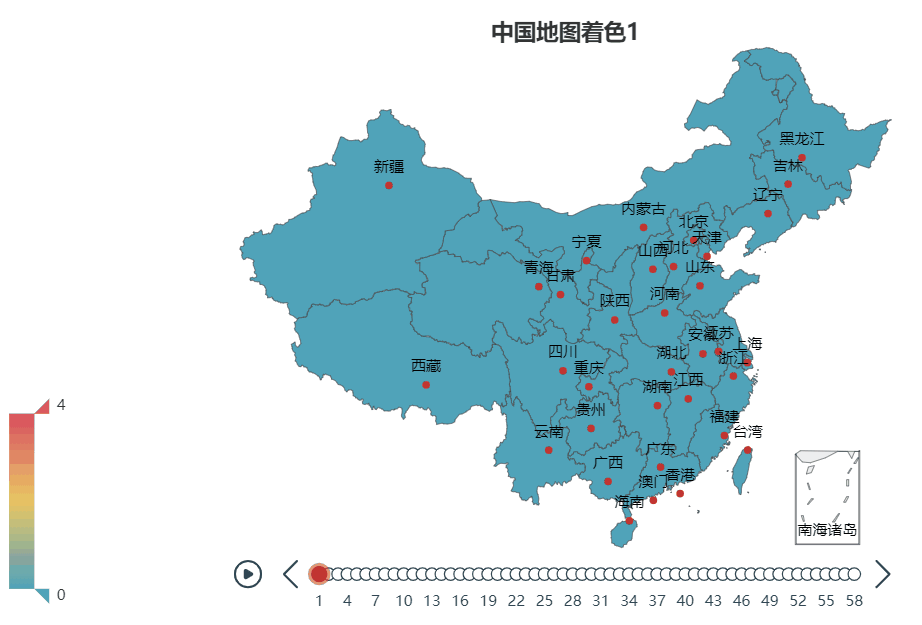 中国地图着色1
黑龙江
新疆
吉林
辽宁
内蒙古
北京
天津
宁夏
山西
河北
青海
甘肃
山东
陕西
河南
安徽
江苏
上海
四川
湖北
浙江
西藏
重庆
湖南
江西
贵州
福建
云南
台湾
广东
广西
香港
澳门
海南
南海诸岛
4
0
1 4 7 10 13 16 19 22 25 28 31 34 37 40 43 46 49 52 55 58